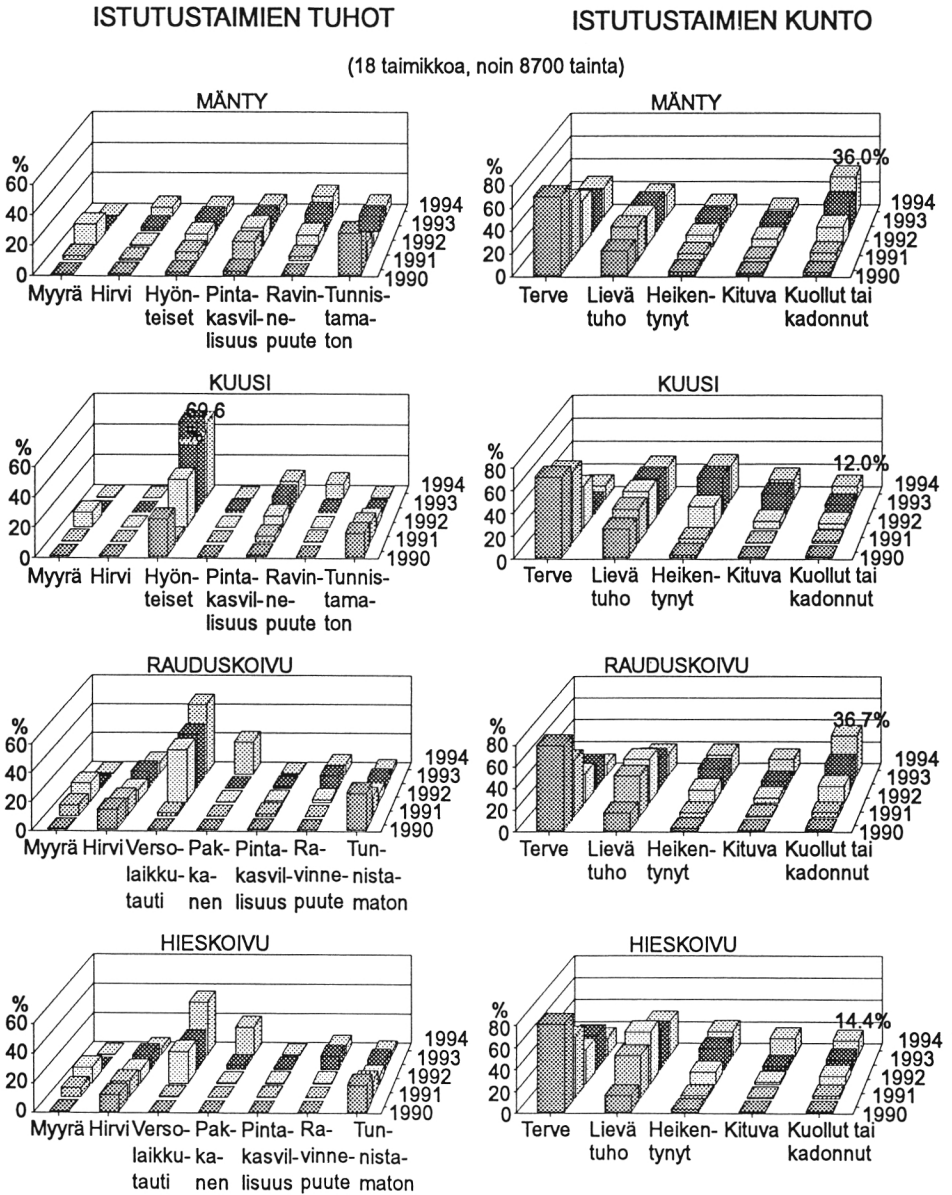 ISTUTUSTAIMIEN TUHOT
ISTUTUSTAIMIEN KUNTO
(18 taimikkoa, noin 8700 tainta)
MÄNTY
%
60
40
20
0
1994
1993
1992
1991
1990
Myyrä Hirvi Hyön- Pinta- Ravin- Tunnis-
teiset kasvil- ne- tama-
lisuus puute ton
MÄNTY
36.0%
%
80
60
40
20
0
1994
1993
1992
1991
1990
Terve Lievä Heiken- Kituva Kuollut tai
tuho tynyt kadonnut
KUUSI
69.6
%
60
40
20
0
1994
1993
1992
1991
1990
Myyrä Hirvi Hyön- Pinta- Ravin- Tunnis-
teiset kasvil- ne- tama-
lisuus puute ton
KUUSI
12.0%
%
80
60
40
20
0
1994
1993
1992
1991
1990
Terve Lievä Heiken- Kituva Kuollut tai
tuho tynyt kadonnut
RAUDUSKOIVU
%
60
40
20
0
1994
1993
1992
1991
1990
Myyrä Hirvi Verso- Pak- Pinta- Ra- Tun-
laikku- ka- kasvil- vinne- nista-
tauti nen lisuus puute maton
RAUDUSKOIVU
36.7%
%
80
60
40
20
0
1994
1993
1992
1991
1990
Terve Lievä Heiken- Kituva Kuollut tai
tuho tynyt kadonnut
HIESKOIVU
%
60
40
20
0
1994
1993
1992
1991
1990
Myyrä Hirvi Verso- Pak- Pinta- Ra- Tun-
laikku- ka- kasvil- vinne- nista-
tauti nen lisuus puute maton
HIESKOIVU
14.4%
%
80
60
40
20
0
1994
1993
1992
1991
1990
Terve Lievä Heiken- Kituva Kuollut tai
tuho tynyt kadonnut